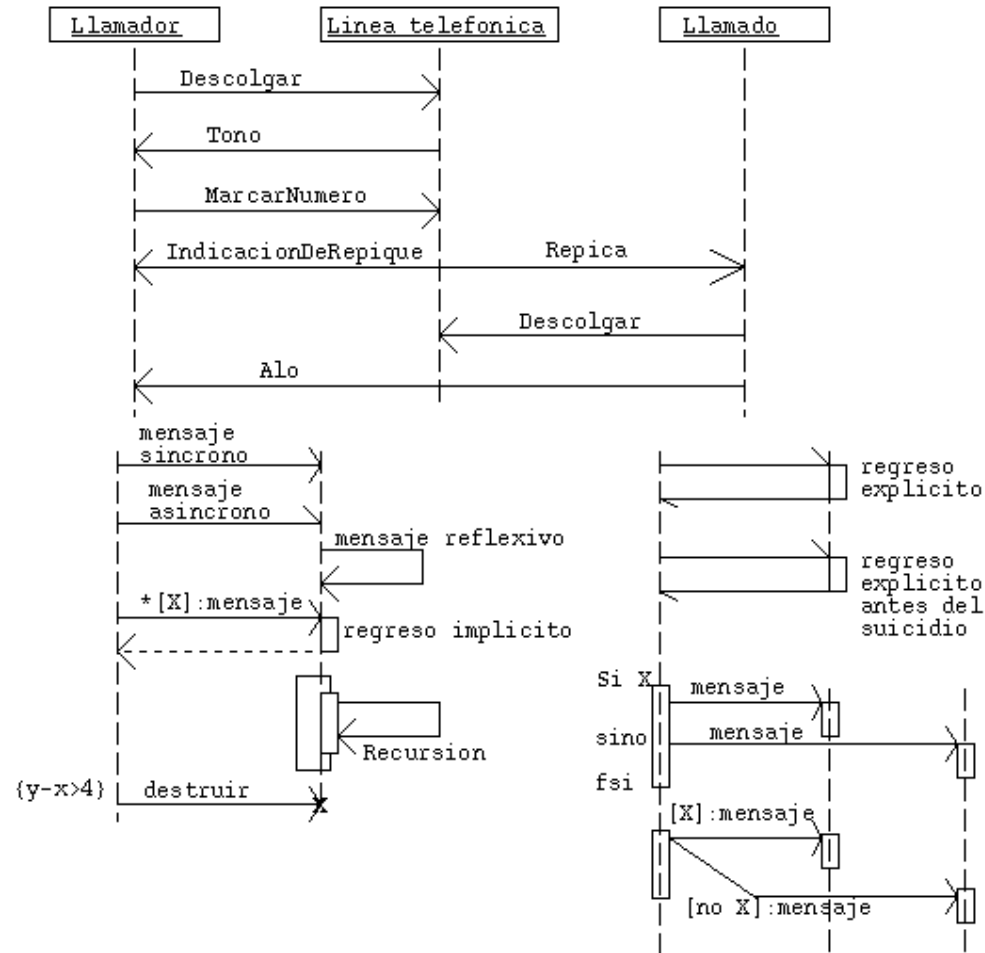 Llamador
Linea telefonica
Llamado
Descolgar
Tono
MarcarNumero
IndicacionDeRepique
Repica
Descolgar
Alo
mensaje
sincrono
mensaje
asincrono
mensaje reflexivo
*[X]:mensaje
regreso implicito
Recursion
{y-x>4}
destruir
regreso
explicito
regreso
explicito
antes del
suicidio
Si X
mensaje
sino
mensaje
fsi
[X]:mensaje
[no X]:mensaje